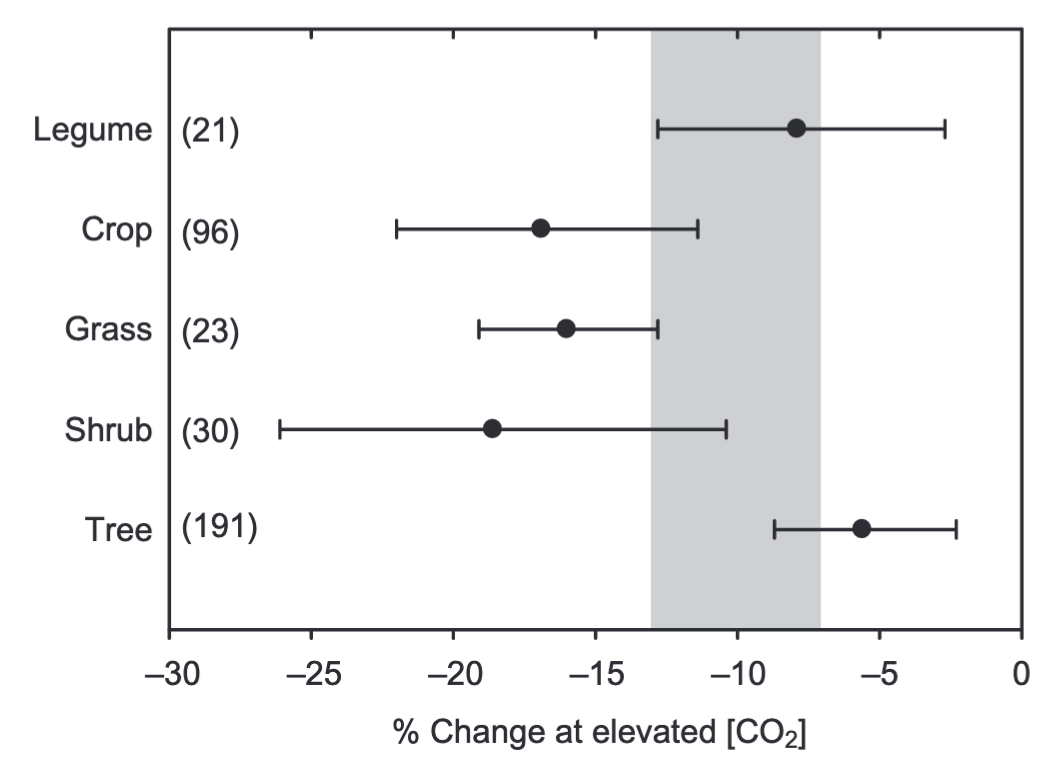 Legume (21)
Crop (96)
Grass (23)
Shrub (30)
Tree (191)
–30 –25 –20 –15 –10 –5 0
% Change at elevated [CO₂]